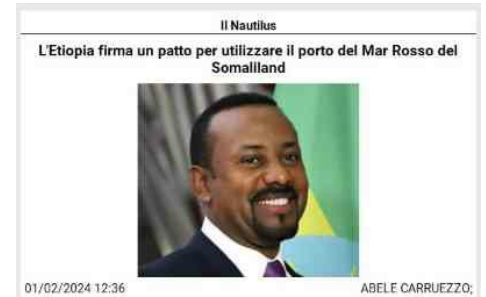 Il Nautilus
L'Etiopia firma un patto per utilizzare il porto del Mar Rosso del
Somaliland
01/02/2024 12:36
ABELE CARRUEZZO;